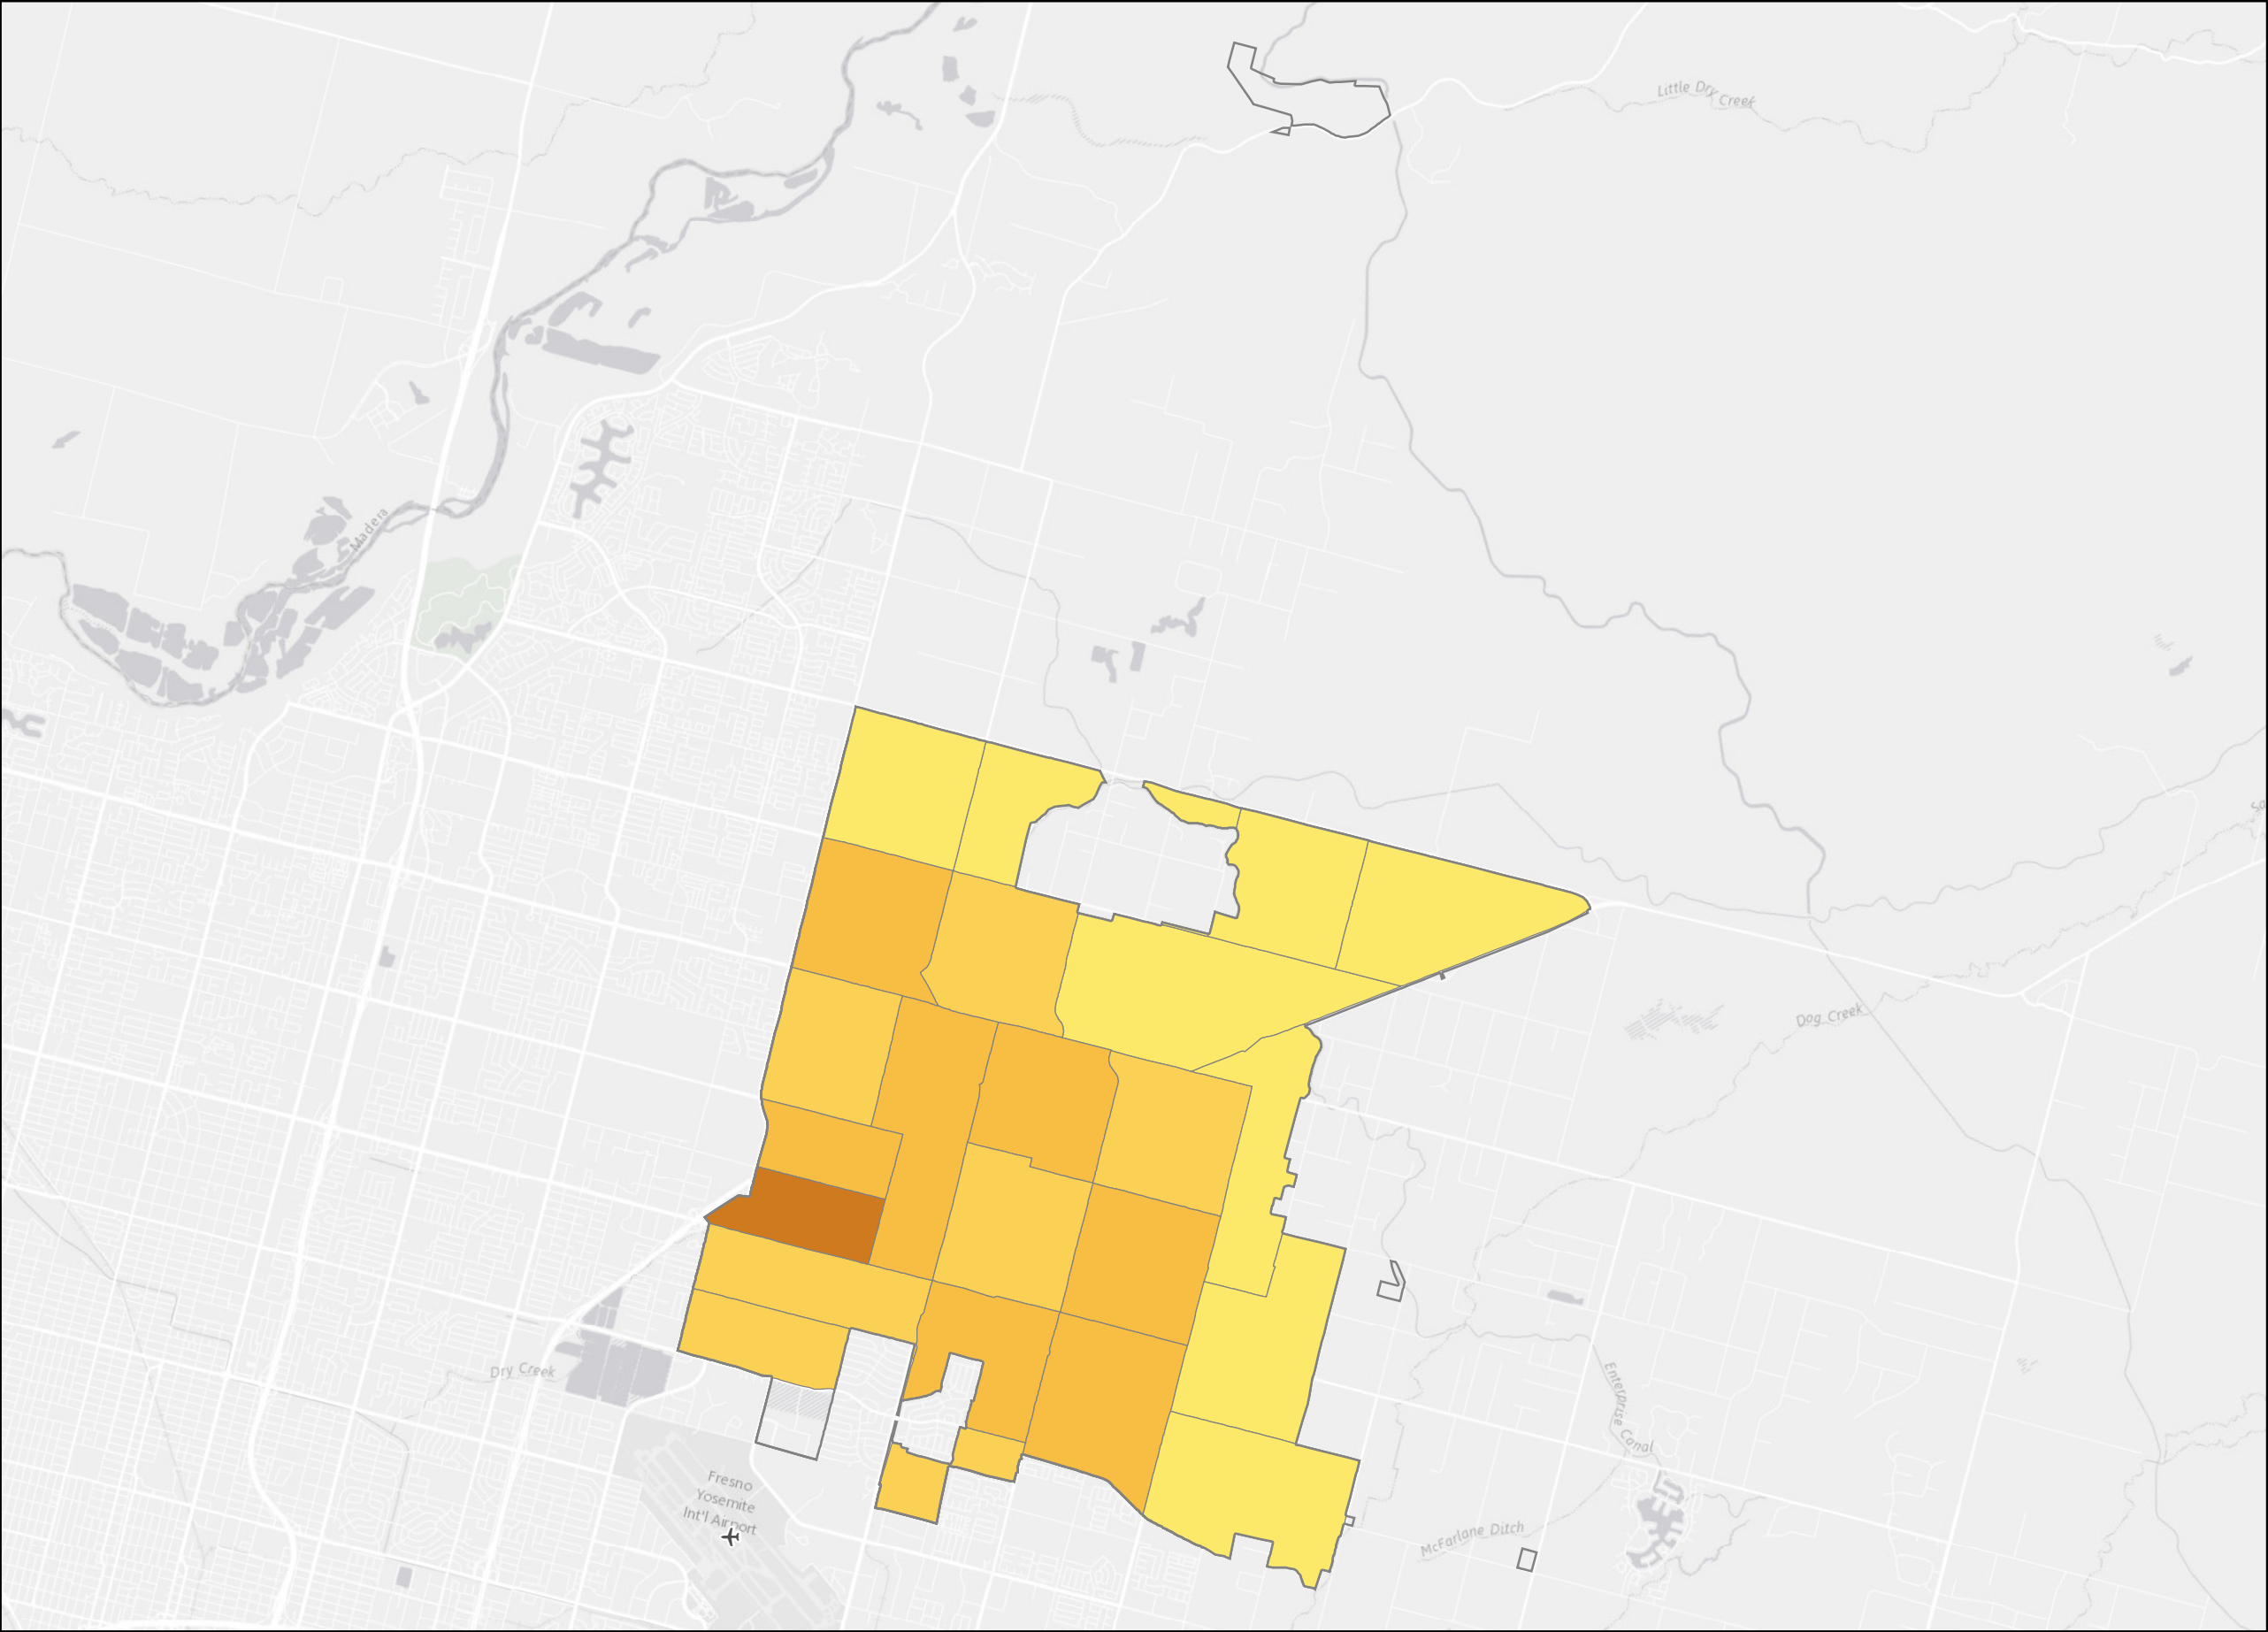 Little Dry Creek
Madera
Dog Creek
Dry Creek
Enterprise
Canal
Fresno
Yosemite
Int'l Airport
McFarlane Ditch